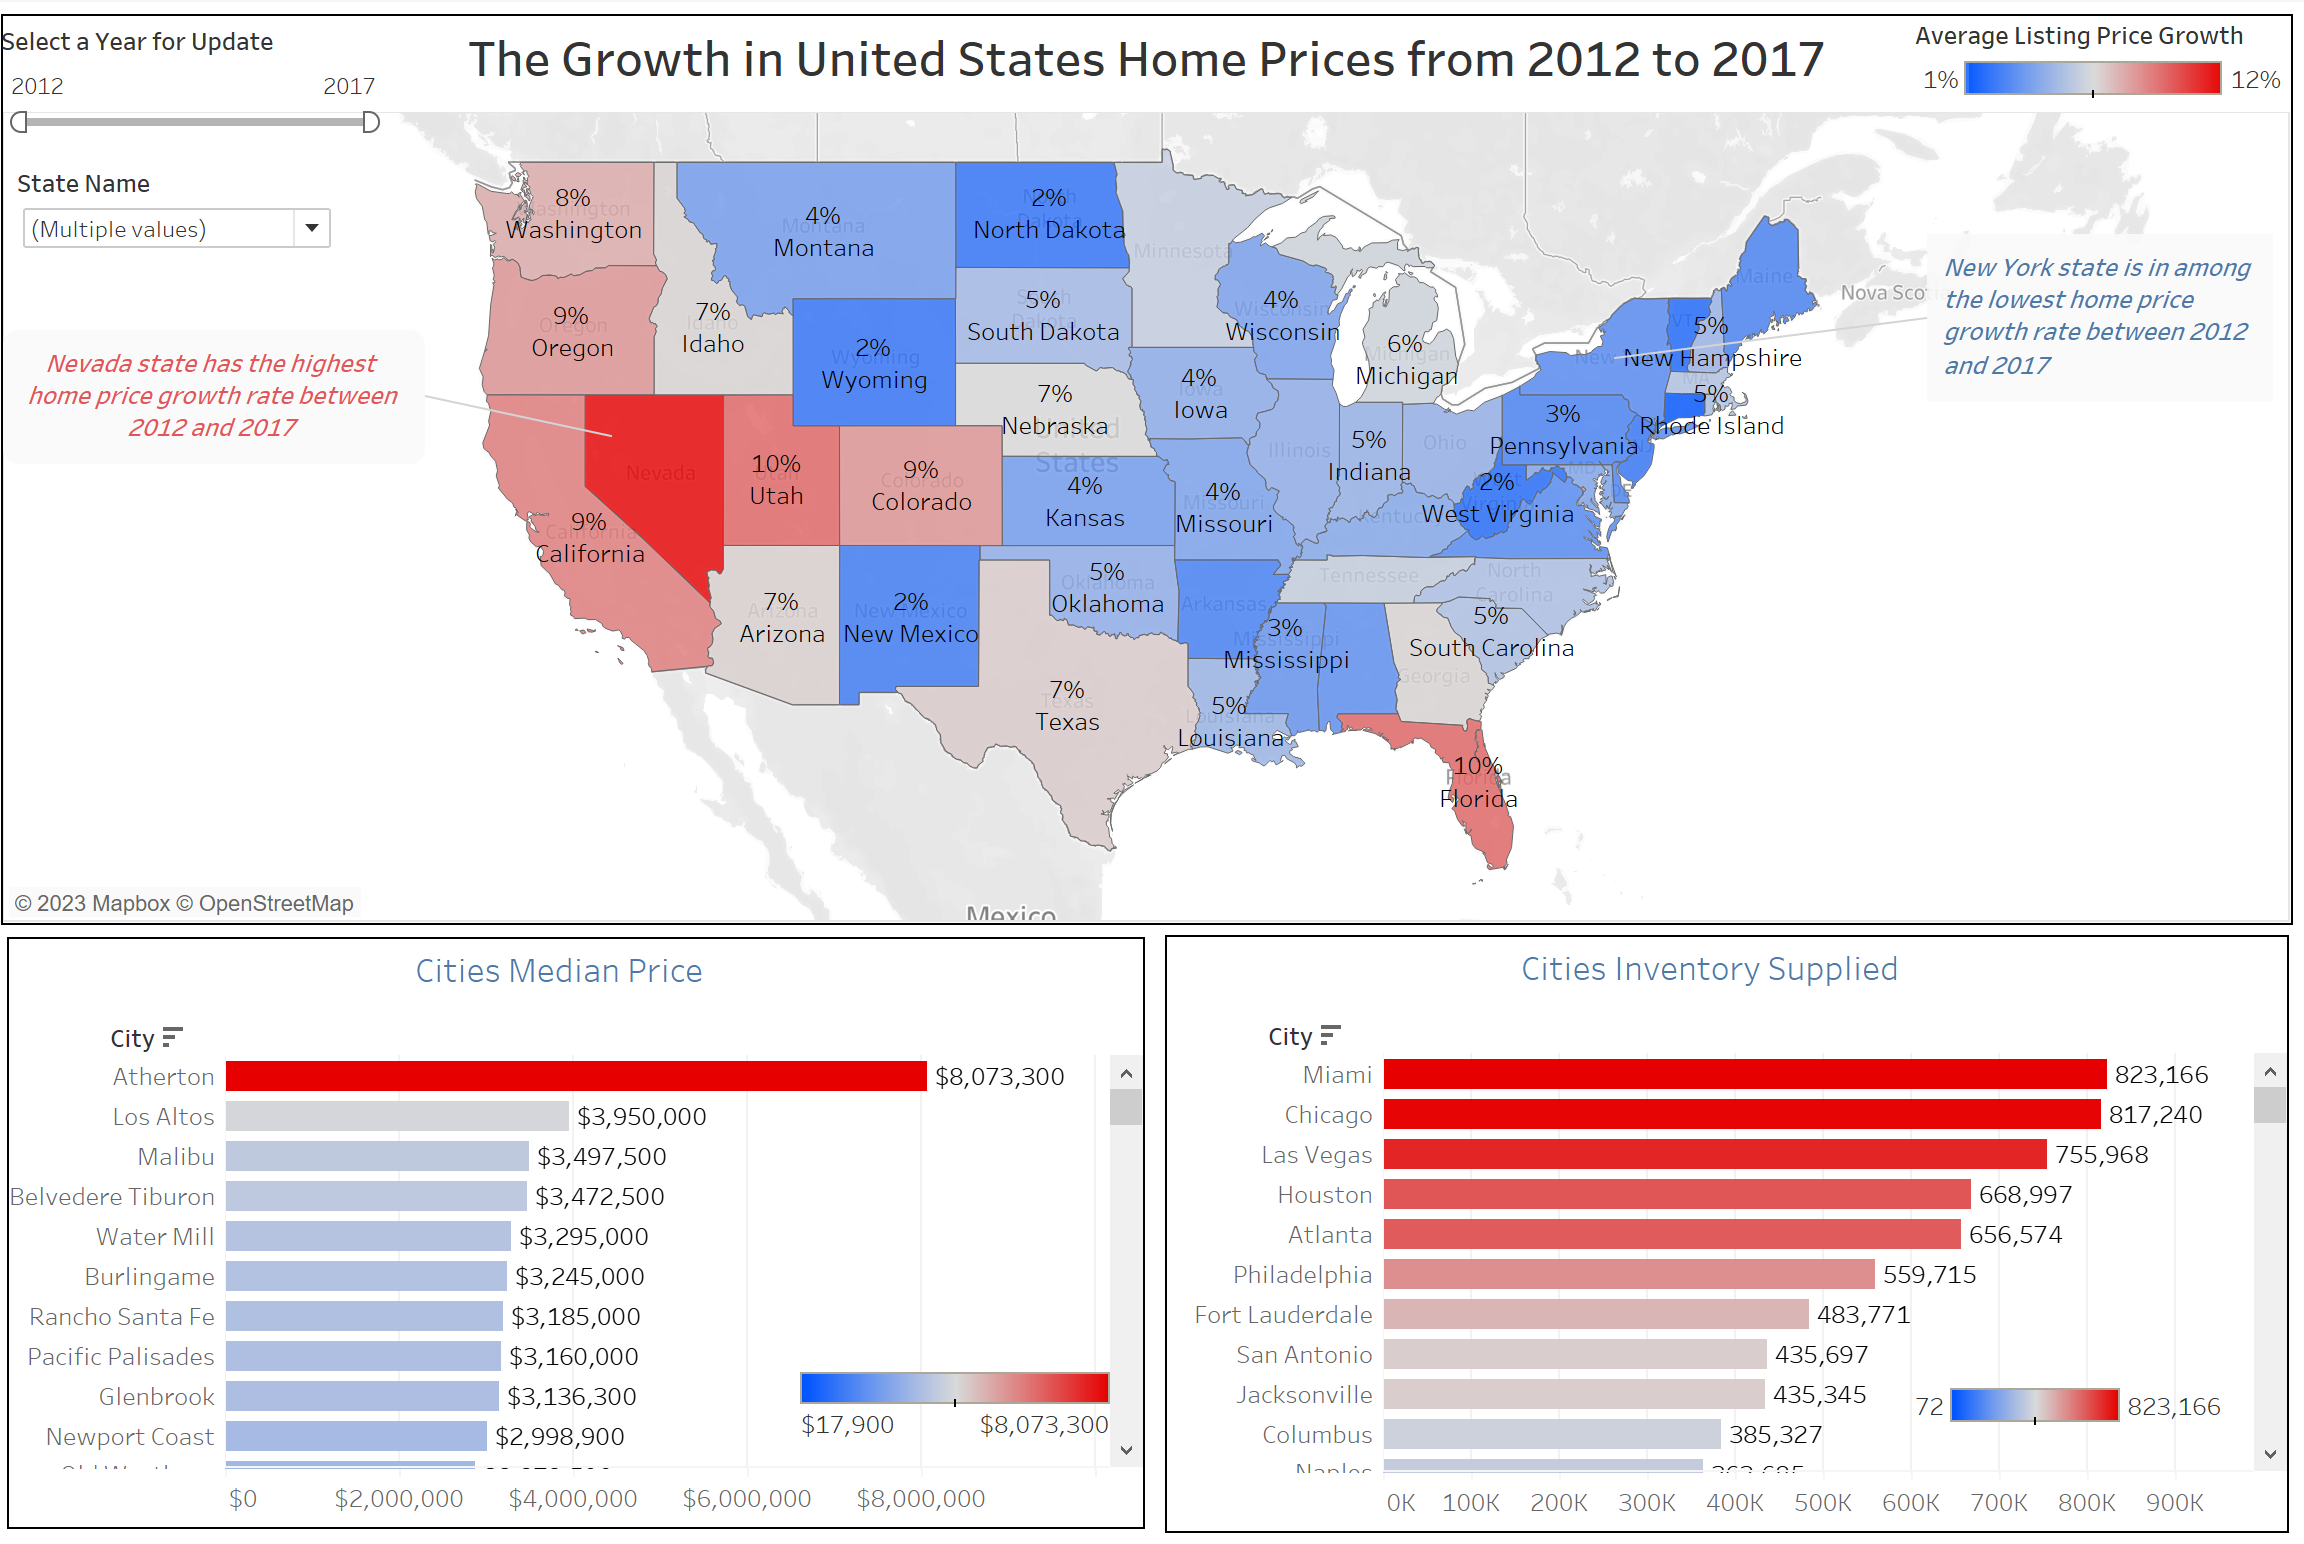 Select a Year for Update
2012 2017
The Growth in United States Home Prices from 2012 to 2017
Average Listing Price Growth
1% 12%
State Name
(Multiple values)
Nevada state has the highest
home price growth rate between
2012 and 2017
New York state is in among
the lowest home price
growth rate between 2012
and 2017
8%
Washington
4%
Montana
2%
North Dakota
Minnesota
Maine
Nova Sco
9%
Oregon
7%
Idaho
2%
Wyoming
5%
South Dakota
4%
Wisconsin
6%
Michigan
VT
5%
New Hampshire
New
MA
5%
Rhode Island
7%
Nebraska
United
States
4%
Iowa
3%
Pennsylvania
Nevada
10%
Utah
9%
Colorado
4%
Kansas
4%
Missouri
Illinois
5%
Indiana
Ohio
2%
West Virginia
Kentucky
MD
DE
9%
California
7%
Arizona
2%
New Mexico
5%
Oklahoma
Arkansas
Tennessee
North
Carolina
5%
South Carolina
3%
Mississippi
Georgia
7%
Texas
5%
Louisiana
10%
Florida
Mexico
© 2023 Mapbox © OpenStreetMap
Cities Median Price
City
Atherton $8,073,300
Los Altos $3,950,000
Malibu $3,497,500
Belvedere Tiburon $3,472,500
Water Mill $3,295,000
Burlingame $3,245,000
Rancho Santa Fe $3,185,000
Pacific Palisades $3,160,000
Glenbrook $3,136,300
Newport Coast $2,998,900
$17,900 $8,073,300
$0 $2,000,000 $4,000,000 $6,000,000 $8,000,000
Cities Inventory Supplied
City
Miami 823,166
Chicago 817,240
Las Vegas 755,968
Houston 668,997
Atlanta 656,574
Philadelphia 559,715
Fort Lauderdale 483,771
San Antonio 435,697
Jacksonville 435,345
Columbus 385,327
Naples
72 823,166
0K 100K 200K 300K 400K 500K 600K 700K 800K 900K